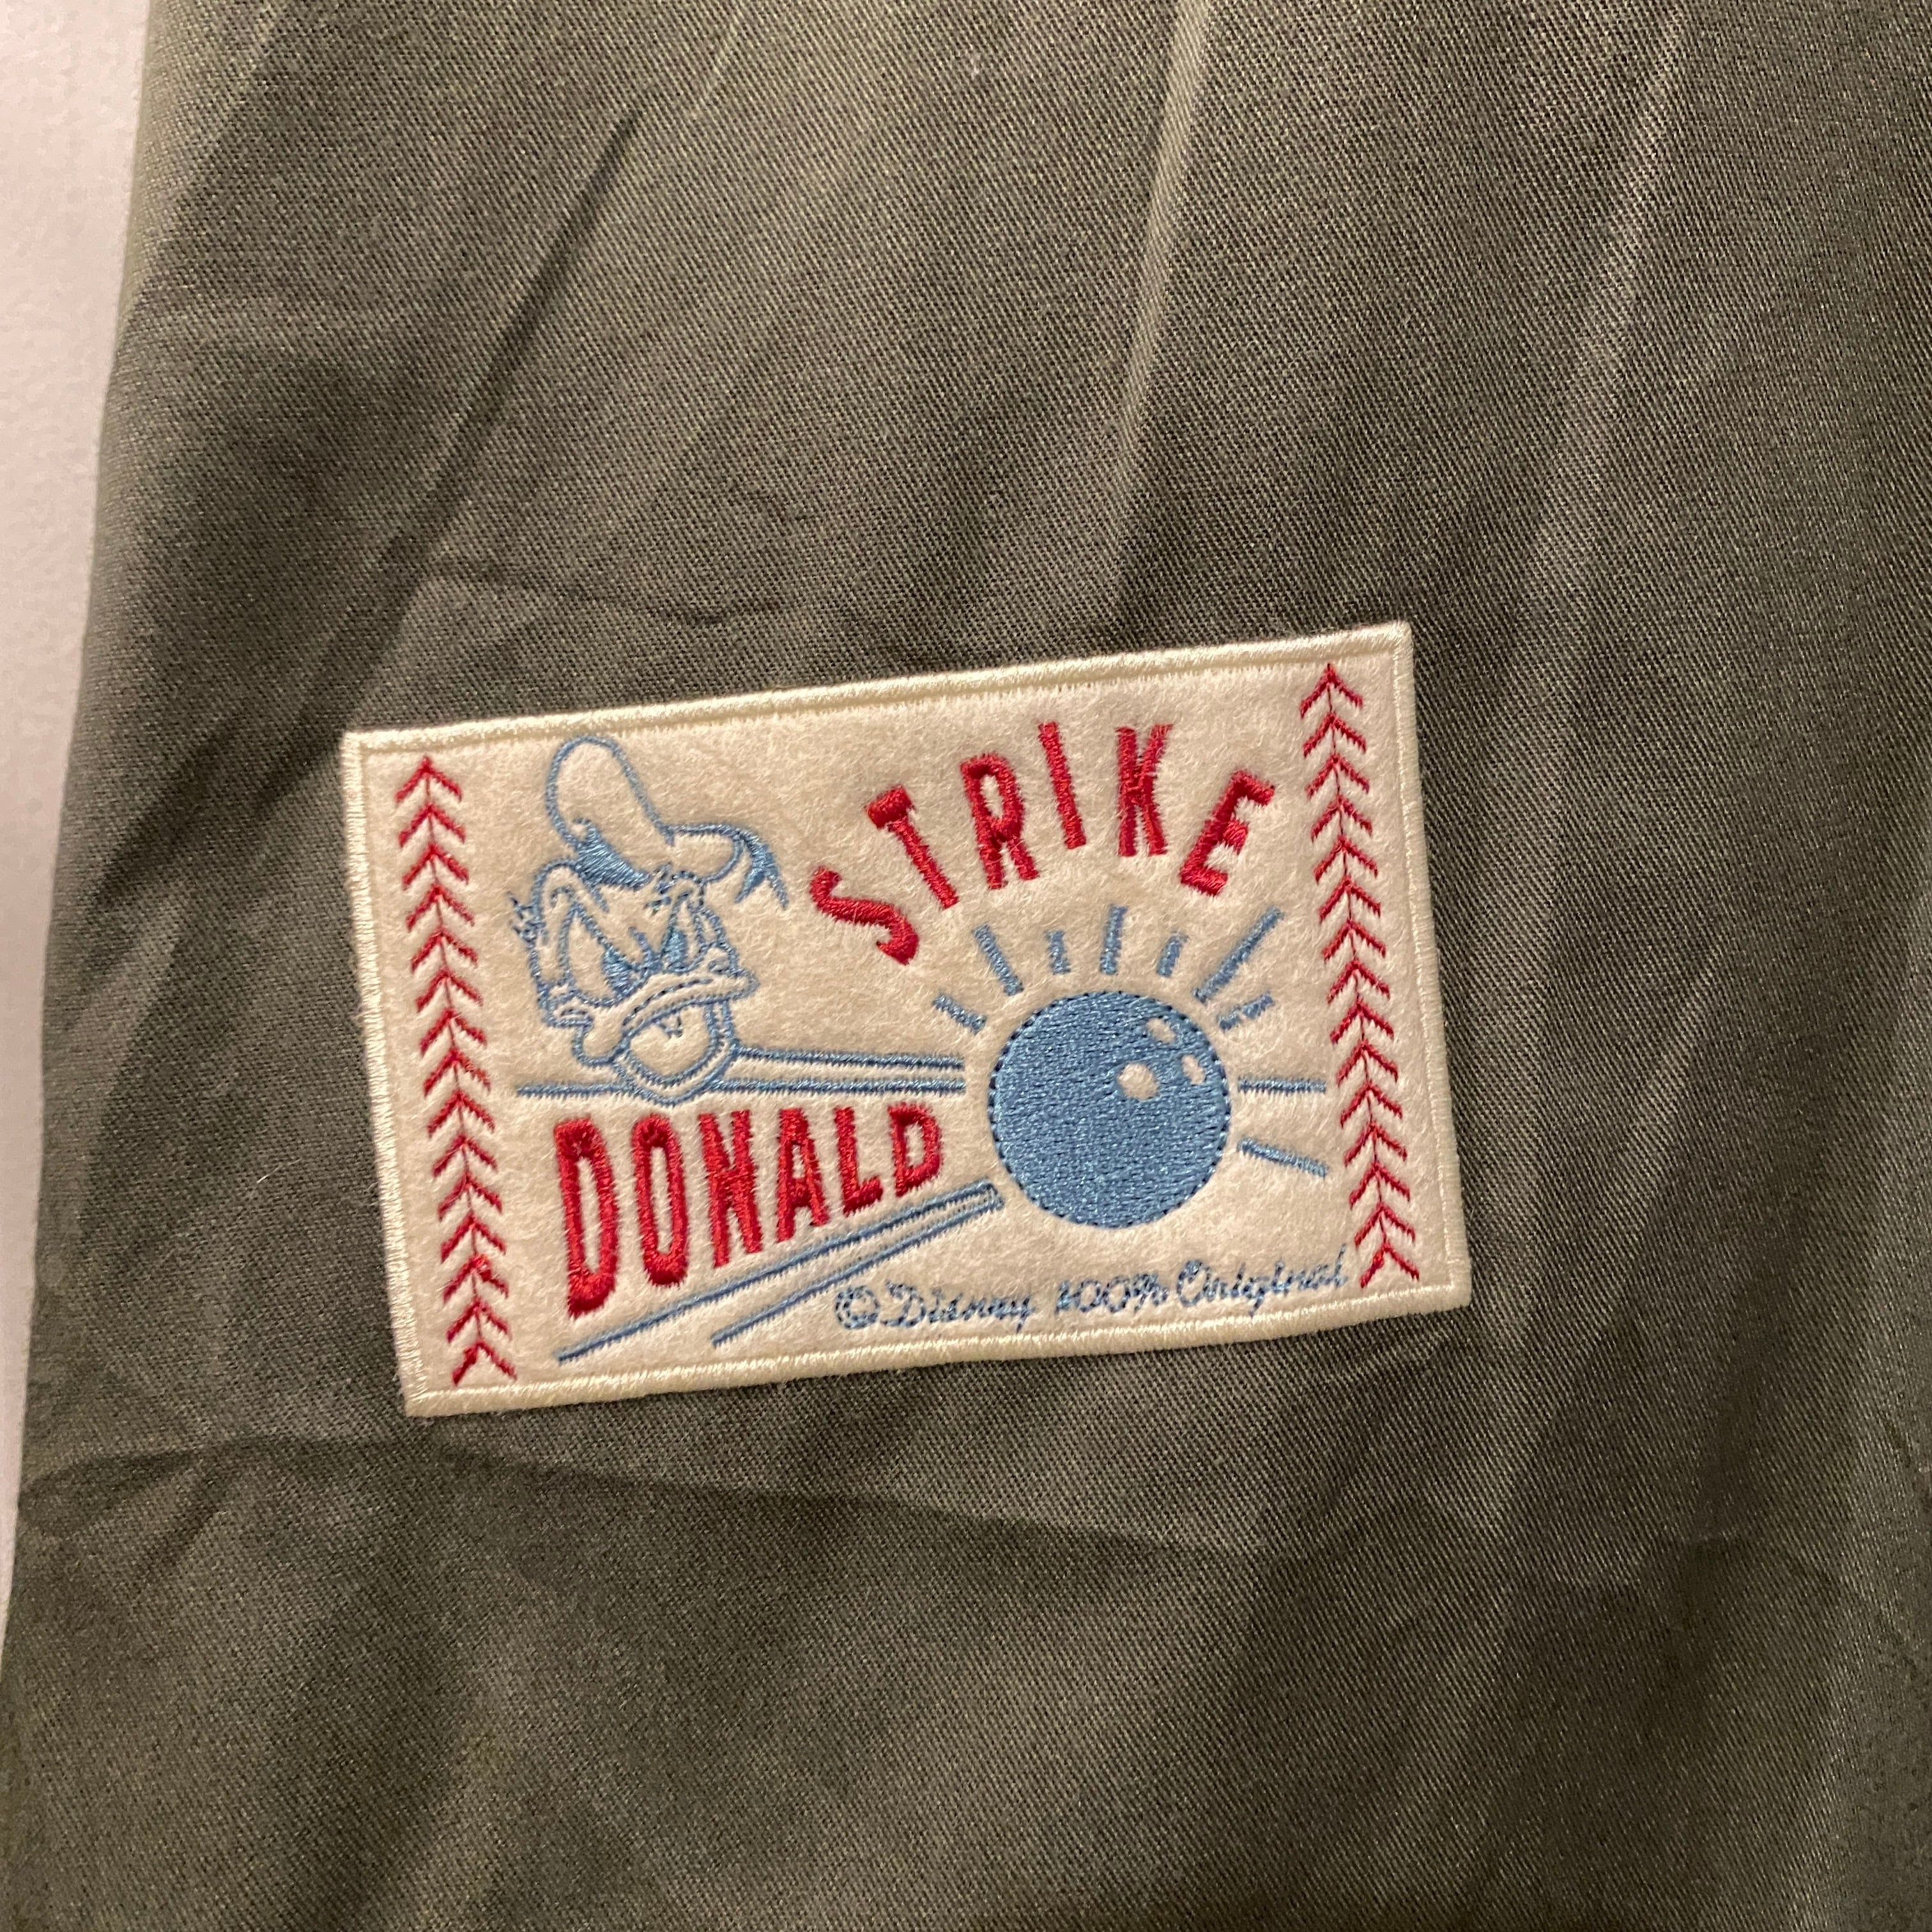 STRIKE
DONALD
©Disney 100% Original